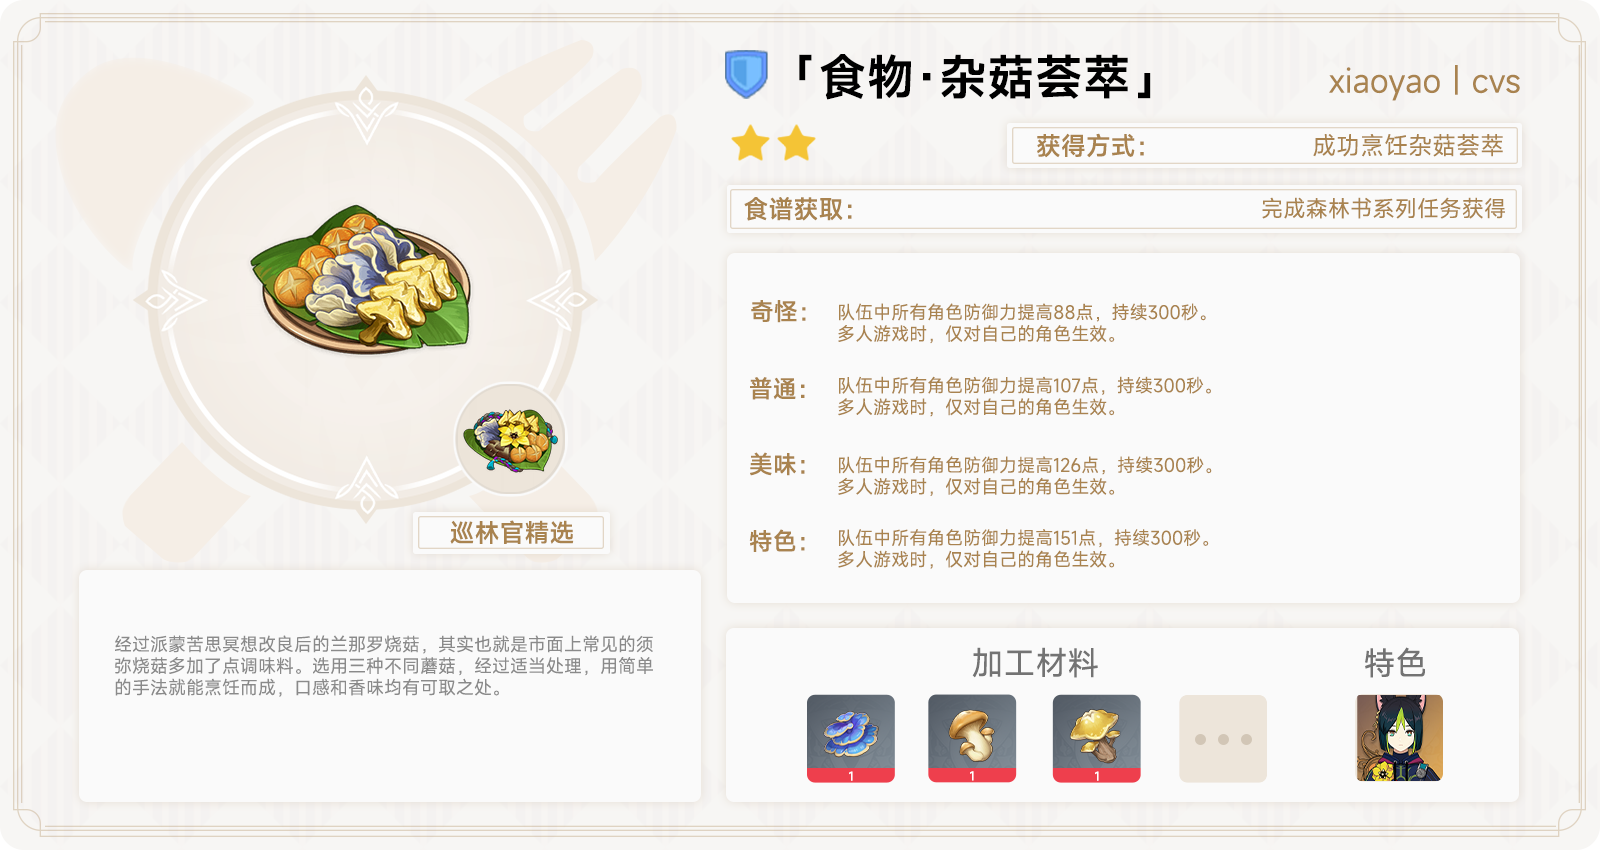 「食物·杂菇荟萃」
xiaoyao | cvs
获得方式：
成功烹饪杂菇荟萃
食谱获取：
完成森林书系列任务获得
奇怪：
队伍中所有角色防御力提高88点，持续300秒。
多人游戏时，仅对自己的角色生效。
普通：
队伍中所有角色防御力提高107点，持续300秒。
多人游戏时，仅对自己的角色生效。
美味：
队伍中所有角色防御力提高126点，持续300秒。
多人游戏时，仅对自己的角色生效。
特色：
队伍中所有角色防御力提高151点，持续300秒。
多人游戏时，仅对自己的角色生效。
巡林官精选
经过派蒙苦思冥想改良后的兰那罗烧菇，其实也就是市面上常见的须
弥烧菇多加了点调味料。选用三种不同蘑菇，经过适当处理，用简单
的手法就能烹饪而成，口感和香味均有可取之处。
加工材料
特色
1
1
1